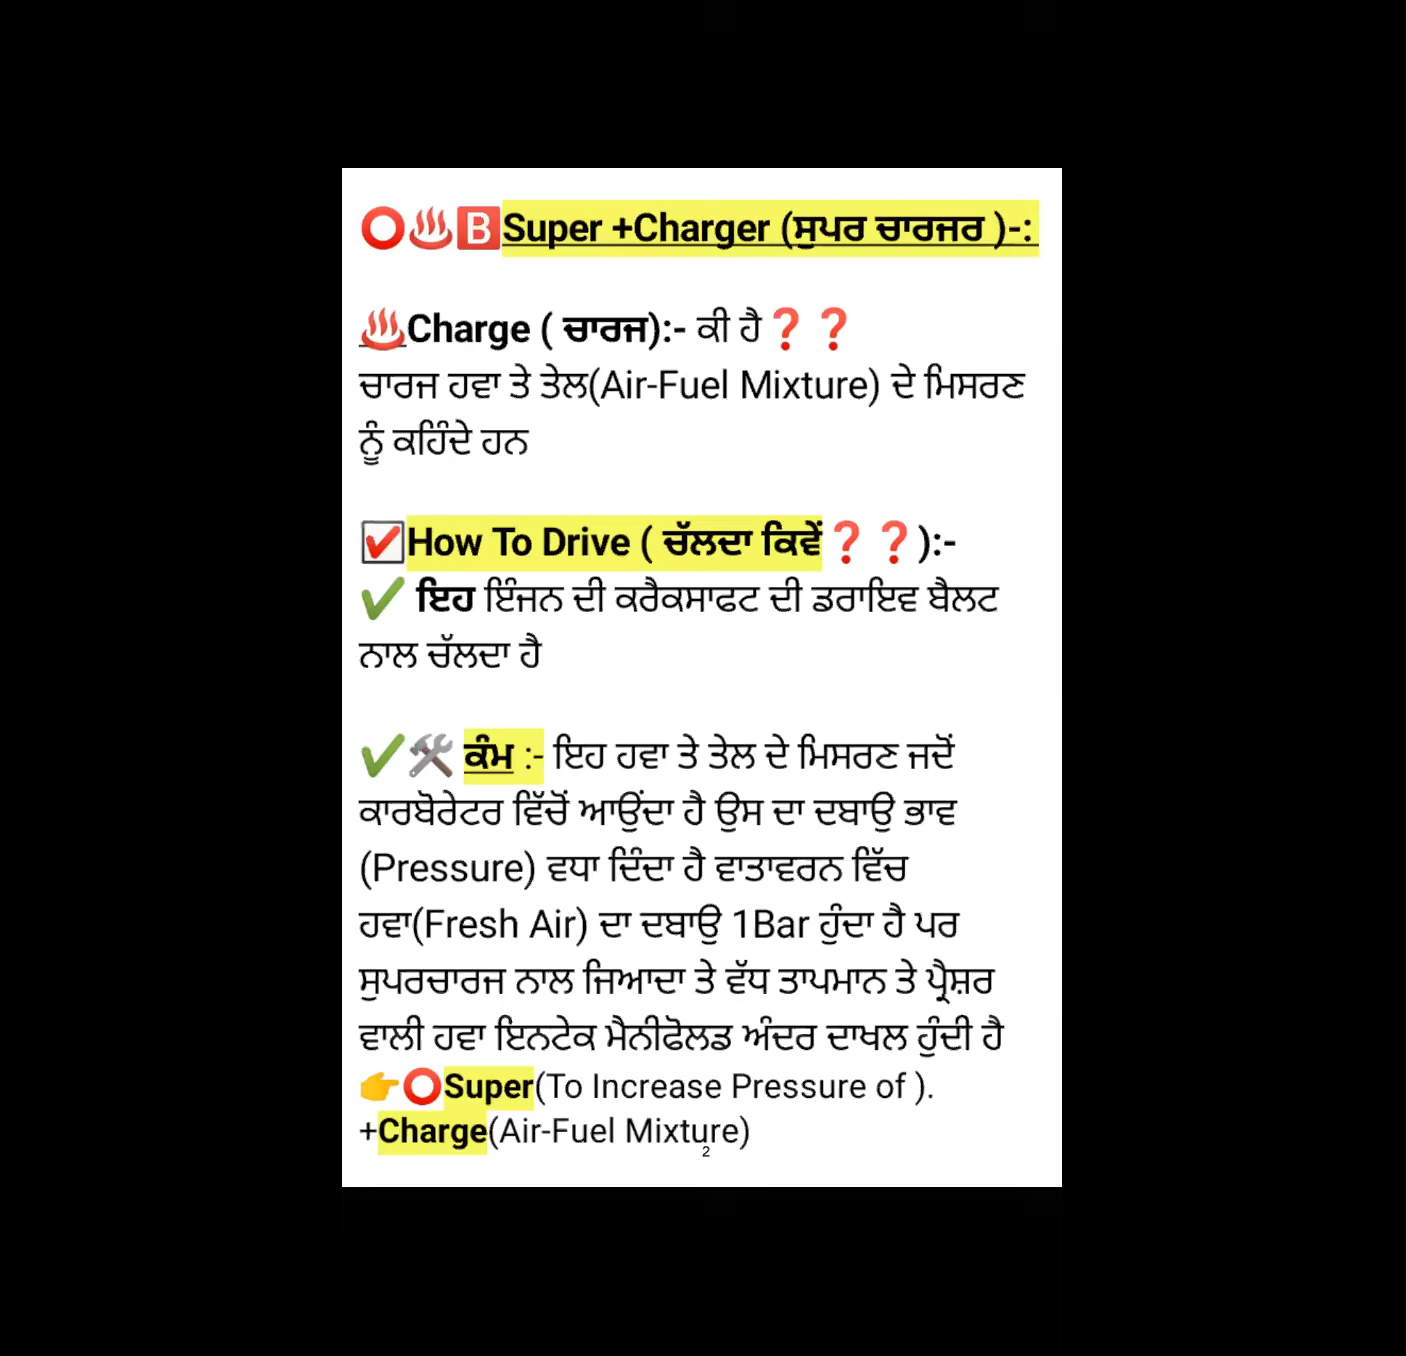 ⭕♨️🅱️Super +Charger (ਸੁਪਰ ਚਾਰਜਰ )-:
♨️Charge ( ਚਾਰਜ):- ਕੀ ਹੈ❓❓
ਚਾਰਜ ਹਵਾ ਤੇ ਤੇਲ(Air-Fuel Mixture) ਦੇ ਮਿਸਰਣ
ਨੂੰ ਕਹਿੰਦੇ ਹਨ
☑️How To Drive ( ਚੱਲਦਾ ਕਿਵੇਂ❓❓):-
✔️ ਇਹ ਇੰਜਨ ਦੀ ਕਰੈਕਸਾਫਟ ਦੀ ਡਰਾਇਵ ਬੈਲਟ
ਨਾਲ ਚੱਲਦਾ ਹੈ
✔️🛠️ ਕੰਮ :- ਇਹ ਹਵਾ ਤੇ ਤੇਲ ਦੇ ਮਿਸਰਣ ਜਦੋਂ
ਕਾਰਬੋਰੇਟਰ ਵਿੱਚੋਂ ਆਉਂਦਾ ਹੈ ਉਸ ਦਾ ਦਬਾਉ ਭਾਵ
(Pressure) ਵਧਾ ਦਿੰਦਾ ਹੈ ਵਾਤਾਵਰਨ ਵਿੱਚ
ਹਵਾ(Fresh Air) ਦਾ ਦਬਾਉ 1Bar ਹੁੰਦਾ ਹੈ ਪਰ
ਸੁਪਰਚਾਰਜ ਨਾਲ ਜਿਆਦਾ ਤੇ ਵੱਧ ਤਾਪਮਾਨ ਤੇ ਪ੍ਰੈਸ਼ਰ
ਵਾਲੀ ਹਵਾ ਇਨਟੇਕ ਮੈਨੀਫੋਲਡ ਅੰਦਰ ਦਾਖਲ ਹੁੰਦੀ ਹੈ
👉⭕Super(To Increase Pressure of ).
+Charge(Air-Fuel Mixture)
2